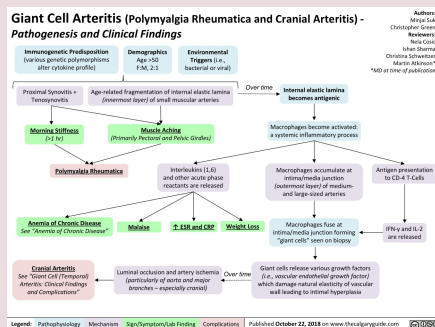 Giant Cell Arteritis (Polymyalgia Rheumatica and Cranial Arteritis) -
Pathogenesis and Clinical Findings
Authors:
Minjal Suk
Christopher Green
Reviewers:
Nela Cosic
Ishan Sharma
Christina Schweitzer
Martin Atkinson*
*MD at time of publication
Immunogenetic Predisposition
(various genetic polymorphisms
alter cytokine profile)
Demographics
Age >50
F:M, 2:1
Environmental
Triggers (i.e.,
bacterial or viral)
Proximal Synovitis +
Tenosynovitis
Age-related fragmentation of internal elastic lamina
(innermost layer) of small muscular arteries
Over time
Internal elastic lamina
becomes antigenic
Morning Stiffness
(>1 hr)
Muscle Aching
(Primarily Pectoral and Pelvic Girdles)
Macrophages become activated:
a systemic inflammatory process
Polymyalgia Rheumatica
Interleukins (1,6)
and other acute phase
reactants are released
Macrophages accumulate at
intima/media junction
(outermost layer) of medium-
and large-sized arteries
Antigen presentation
to CD-4 T-Cells
Anemia of Chronic Disease
See "Anemia of Chronic Disease"
Malaise
↑ ESR and CRP
Weight Loss
Macrophages fuse at
intima/media junction forming
"giant cells" seen on biopsy
IFN-γ and IL-2
are released
Cranial Arteritis
See "Giant Cell (Temporal)
Arteritis: Clinical Findings
and Complications"
Luminal occlusion and artery ischemia
(particularly of aorta and major
branches – especially cranial)
Over time
Giant cells release various growth factors
(i.e., vascular endothelial growth factor)
which damage natural elasticity of vascular
wall leading to intimal hyperplasia
Legend: Pathophysiology Mechanism Sign/Symptom/Lab Finding Complications Published October 22, 2018 on www.thecalgaryguide.com